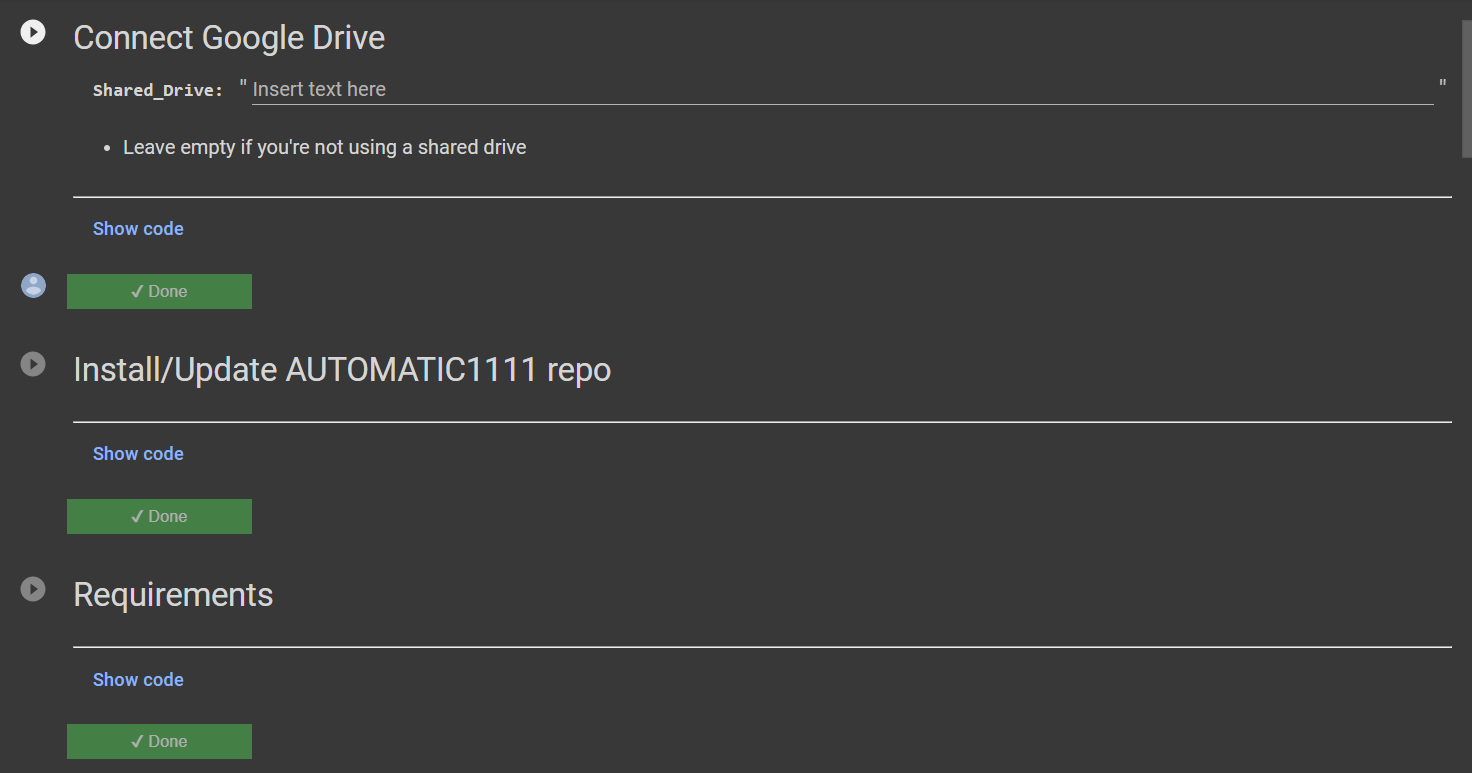 Connect Google Drive
Shared_Drive: " Insert text here "
• Leave empty if you're not using a shared drive
Show code
✓ Done
Install/Update AUTOMATIC1111 repo
Show code
✓ Done
Requirements
Show code
✓ Done